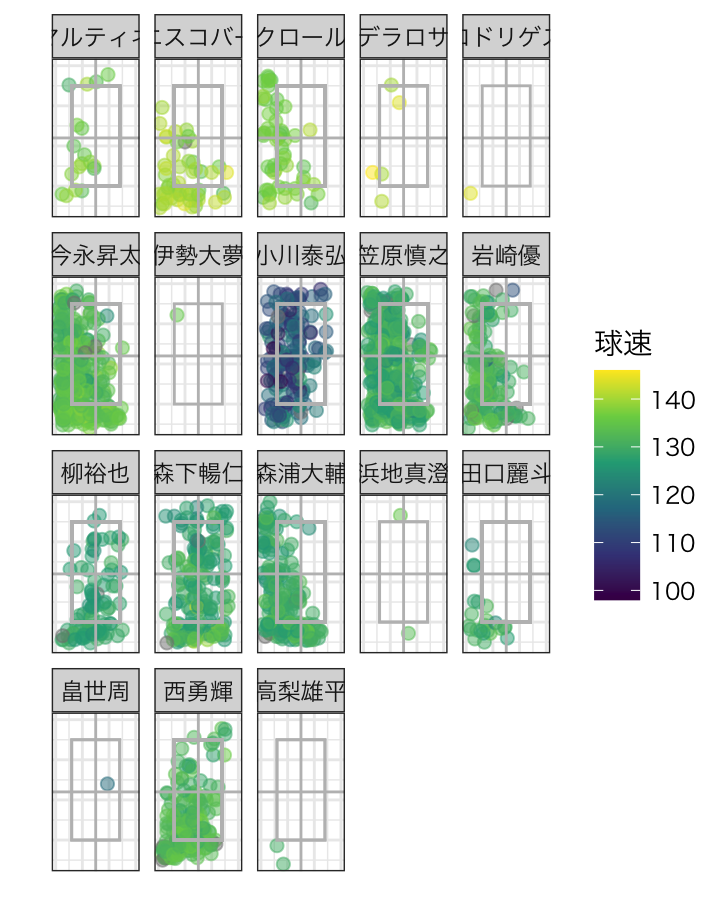 アルティネ
エスコバー
クロール
デラロサ
ロドリゲス
今永昇太
伊勢大夢
小川泰弘
笠原慎之
岩崎優
柳裕也
森下暢仁
森浦大輔
浜地真澄
田口麗斗
畠世周
西勇輝
高梨雄平
球速
140
130
120
110
100